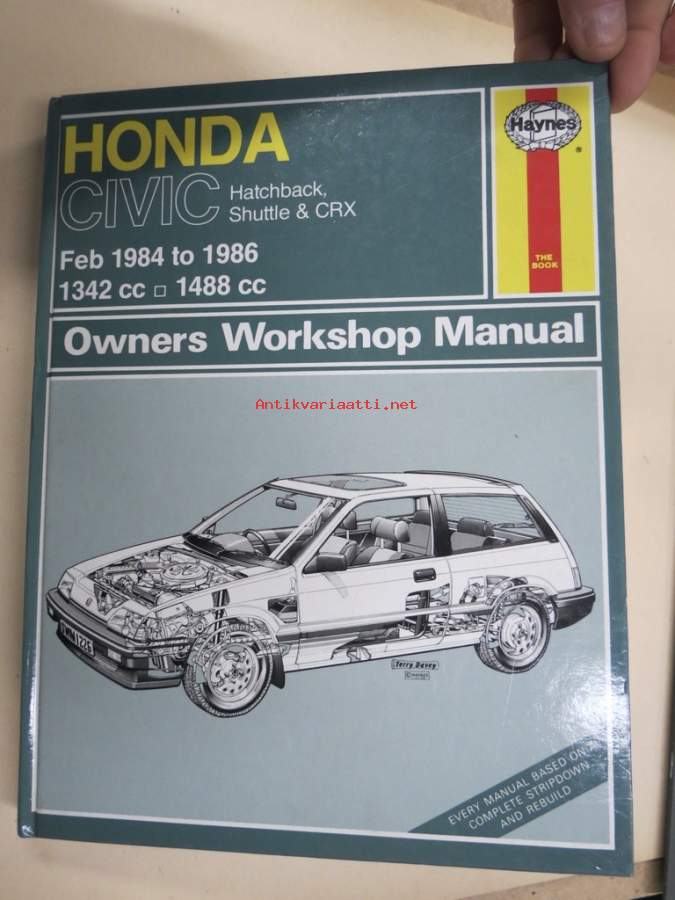 HONDA
CIVIC Hatchback,
Shuttle & CRX
Feb 1984 to 1986
1342 cc □ 1488 cc
Haynes
®
THE
BOOK
Owners Workshop Manual
Antikvariaatti.net
Terry Davey
EVERY MANUAL BASED ON
COMPLETE STRIPDOWN
AND REBUILD